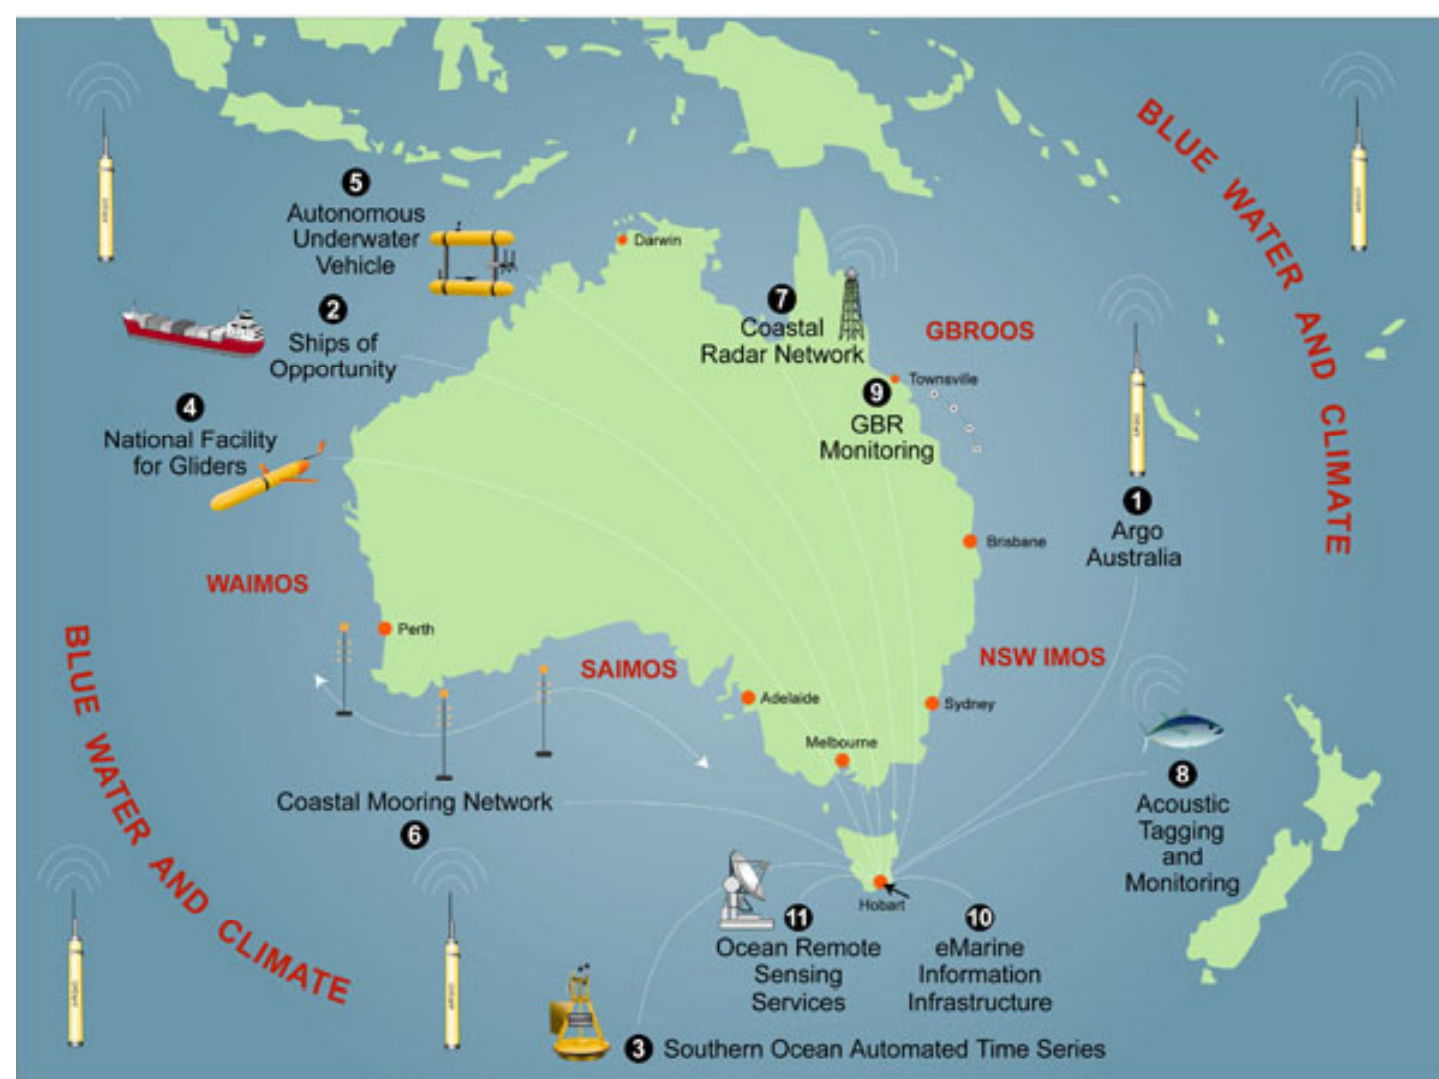 BLUE WATER AND CLIMATE
5
Autonomous
Underwater
Vehicle
Darwin
2
Ships of
Opportunity
7
Coastal
Radar Network
GBROOS
Townsville
4
National Facility
for Gliders
9
GBR
Monitoring
1
Argo
Australia
Brisbane
WAIMOS
Perth
SAIMOS
NSW IMOS
Adelaide
Sydney
Melbourne
BLUE WATER AND CLIMATE
Coastal Mooring Network
6
8
Acoustic
Tagging
and
Monitoring
Hobart
11
Ocean Remote
Sensing
Services
10
eMarine
Information
Infrastructure
3 Southern Ocean Automated Time Series